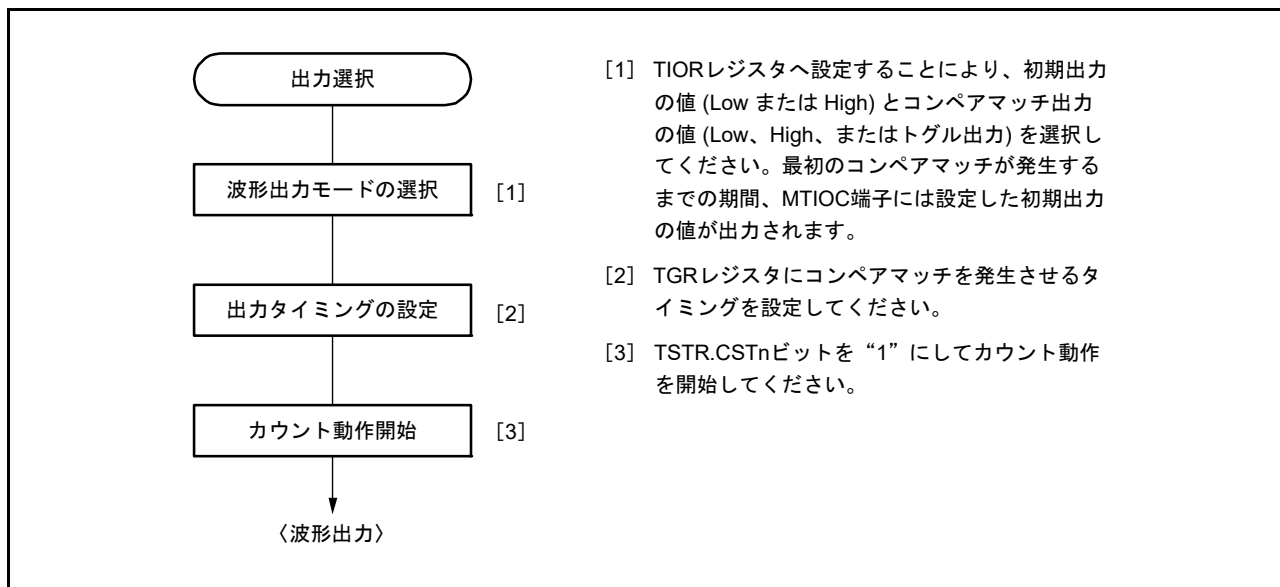 出力選択
波形出力モードの選択 [1]
出力タイミングの設定 [2]
カウント動作開始 [3]
〈波形出力〉
[1] TIORレジスタへ設定することにより、初期出力
の値 (Low または High) とコンペアマッチ出力
の値 (Low、High、またはトグル出力) を選択し
てください。最初のコンペアマッチが発生する
までの期間、MTIOC端子には設定した初期出力
の値が出力されます。
[2] TGRレジスタにコンペアマッチを発生させるタ
イミングを設定してください。
[3] TSTR.CSTnビットを“1”にしてカウント動作
を開始してください。